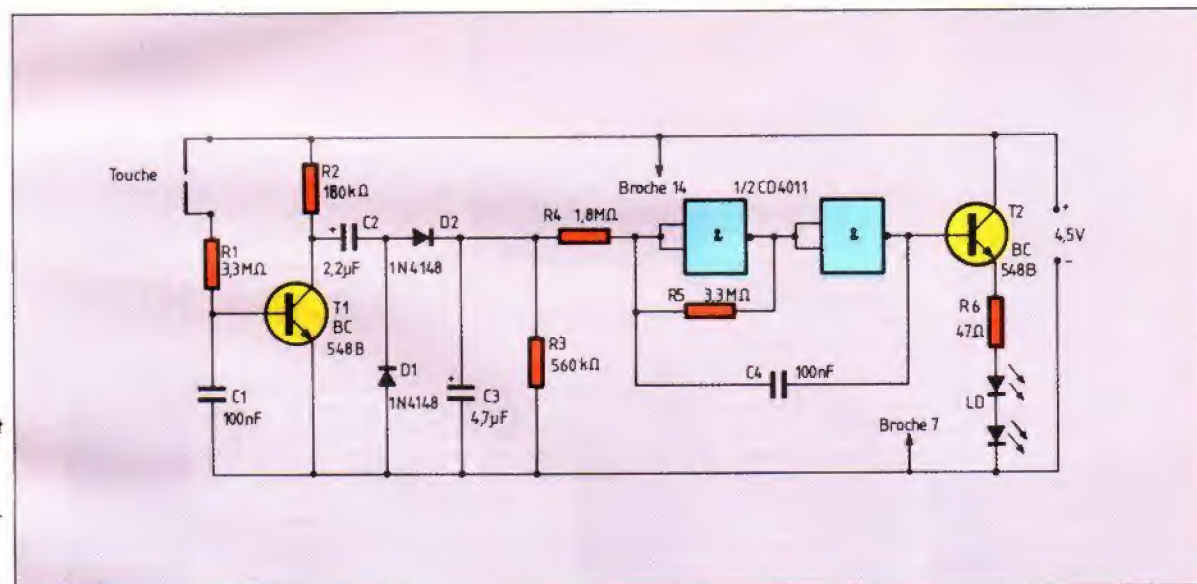 Touche
R1
3,3MΩ
C1
100nF
R2
180kΩ
T1
BC
548B
+
C2
2,2µF
D2
1N4148
D1
1N4148
+
C3
4,7µF
R3
560kΩ
R4 1,8MΩ
Broche 14
1/2 CD4011
&
&
R5 3,3MΩ
C4
100nF
Broche 7
T2
BC
548B
R6
47Ω
LD
+
4,5V
−